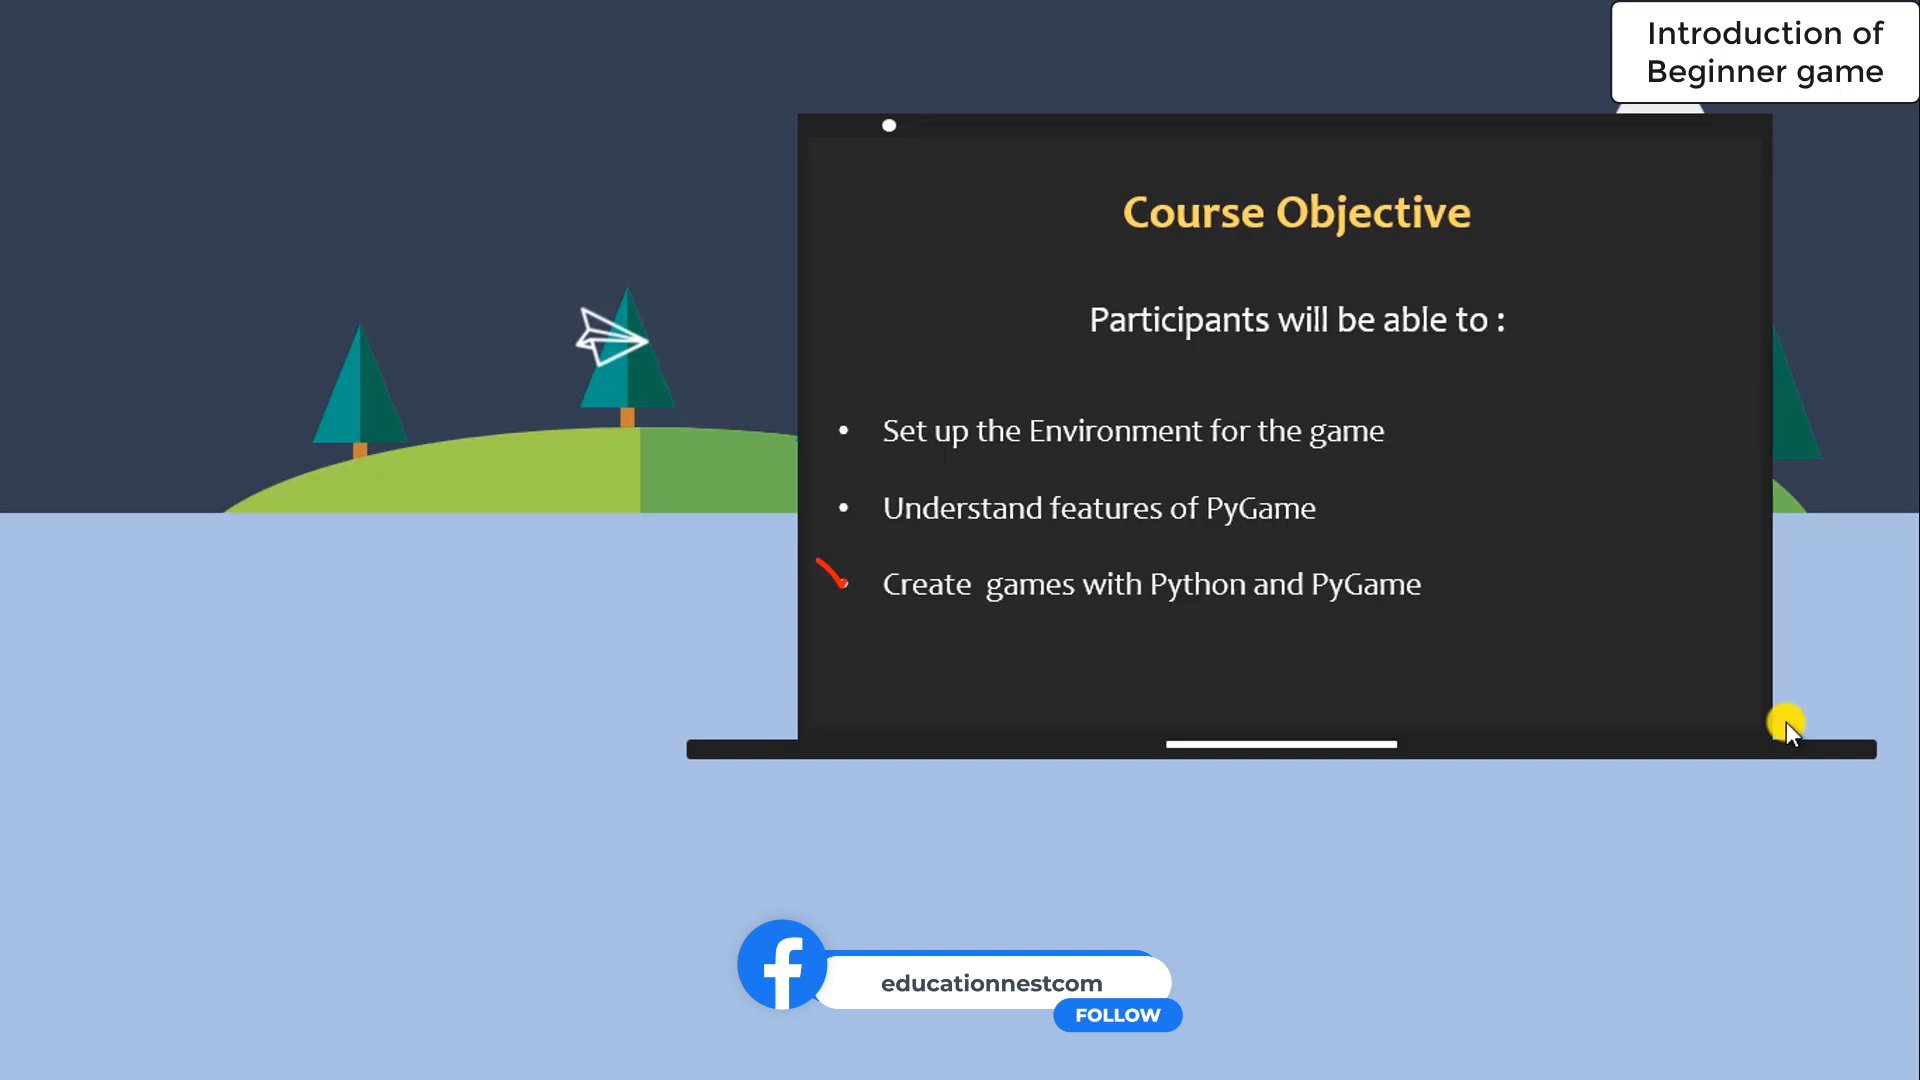 Introduction of
Beginner game
Course Objective
Participants will be able to :
• Set up the Environment for the game
• Understand features of PyGame
• Create  games with Python and PyGame
educationnestcom
FOLLOW